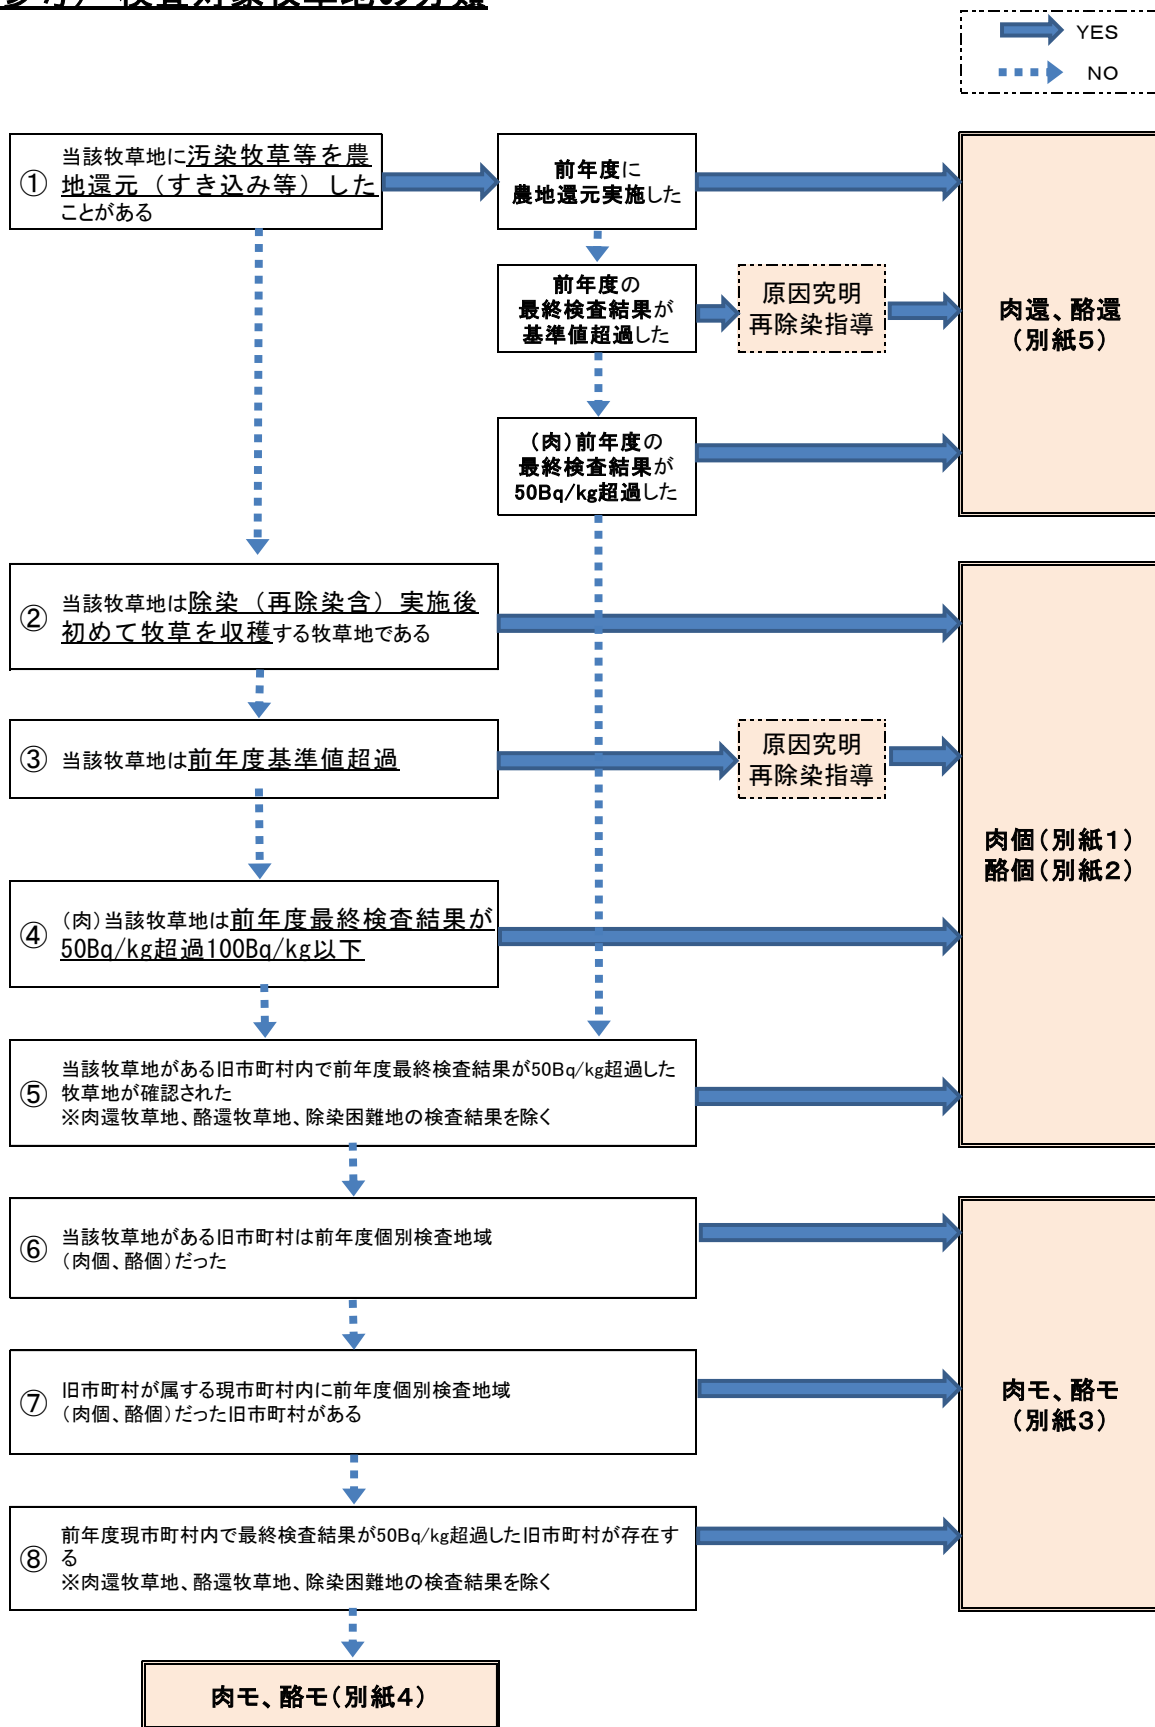 検査対象牧草地の分類
YES
NO
① 当該牧草地に汚染牧草等を農
地還元（すき込み等）した
ことがある
前年度に
農地還元実施した
前年度の
最終検査結果が
基準値超過した
原因究明
再除染指導
（肉）前年度の
最終検査結果が
50Bq/kg超過した
肉還、酪還
（別紙５）
② 当該牧草地は除染（再除染含）実施後
初めて牧草を収穫する牧草地である
③ 当該牧草地は前年度基準値超過
原因究明
再除染指導
④ （肉）当該牧草地は前年度最終検査結果が
50Bq/kg超過100Bq/kg以下
肉個（別紙１）
酪個（別紙２）
⑤ 当該牧草地がある旧市町村内で前年度最終検査結果が50Bq/kg超過した
牧草地が確認された
※肉還牧草地、酪還牧草地、除染困難地の検査結果を除く
⑥ 当該牧草地がある旧市町村は前年度個別検査地域
（肉個、酪個）だった
⑦ 旧市町村が属する現市町村内に前年度個別検査地域
（肉個、酪個）だった旧市町村がある
肉モ、酪モ
（別紙３）
⑧ 前年度現市町村内で最終検査結果が50Bq/kg超過した旧市町村が存在す
る
※肉還牧草地、酪還牧草地、除染困難地の検査結果を除く
肉モ、酪モ（別紙４）